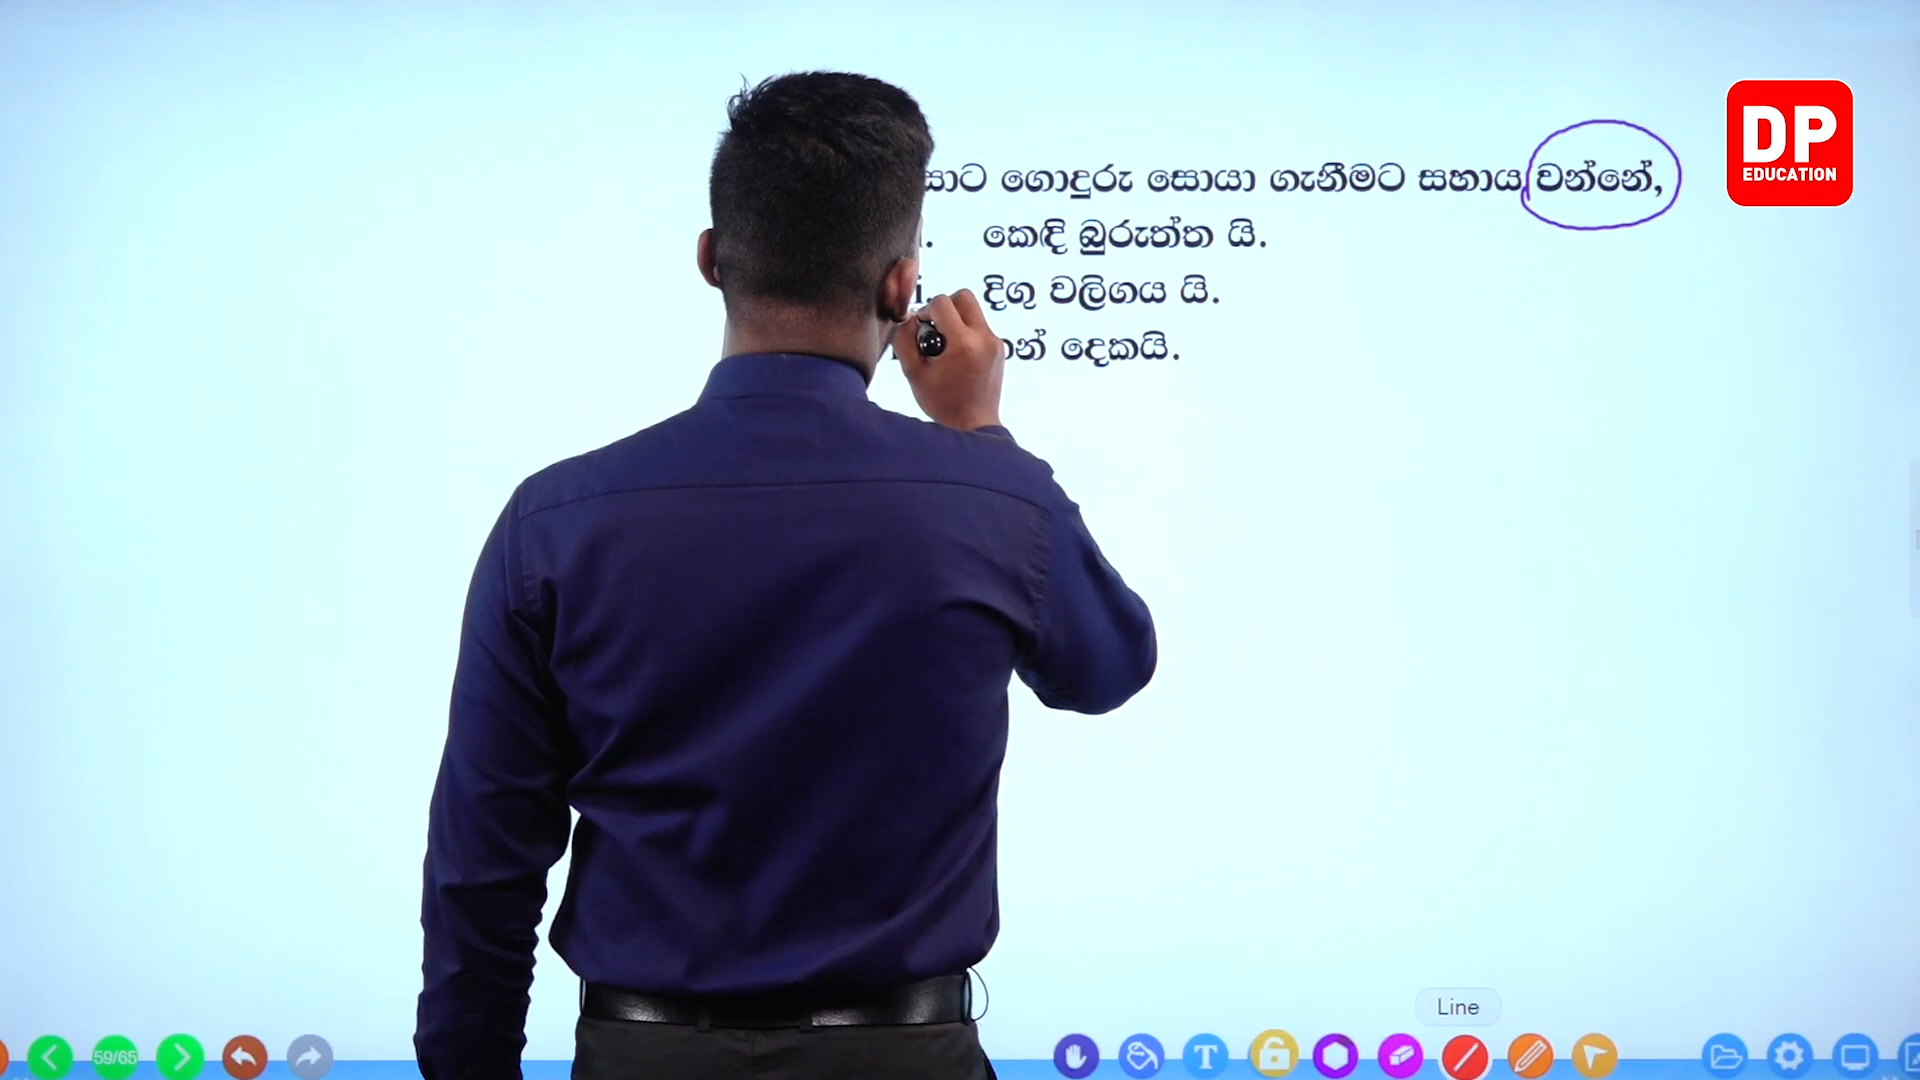 ගොදුරු සොයා ගැනීමට සහාය වන්නේ,
කෙඳි බුරුත්ත යි.
දිගු වලිගය යි.
දෙකයි.
DP
EDUCATION
Line
59/65
T